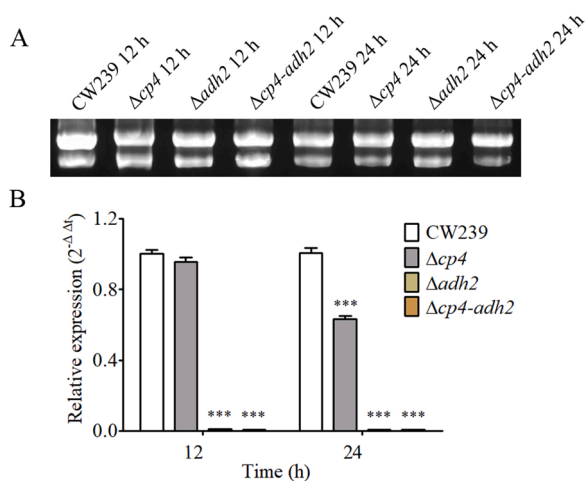 A
CW239 12 h
Δcp4 12 h
Δadh2 12 h
Δcp4-adh2 12 h
CW239 24 h
Δcp4 24 h
Δadh2 24 h
Δcp4-adh2 24 h
B
Relative expression (2-Δ Δt)
1.2
0.8
0.4
0.0
CW239
Δcp4
Δadh2
Δcp4-adh2
***
*** ***
*** ***
12
24
Time (h)